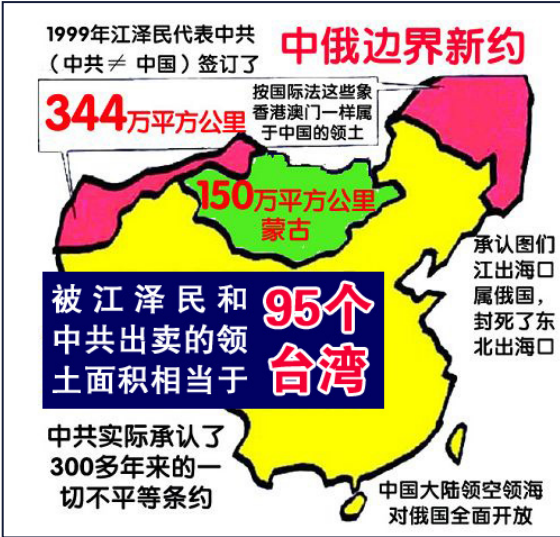 1999年江泽民代表中共
（中共≠ 中国）签订了
中俄边界新约
344万平方公里
按国际法这些象
香港澳门一样属
于中国的领土
150万平方公里
蒙古
承认图们
江出海口
属俄国，
封死了东
北出海口
被江泽民和
中共出卖的领
土面积相当于
95个
台湾
中共实际承认了
300多年来的一
切不平等条约
中国大陆领空领海
对俄国全面开放